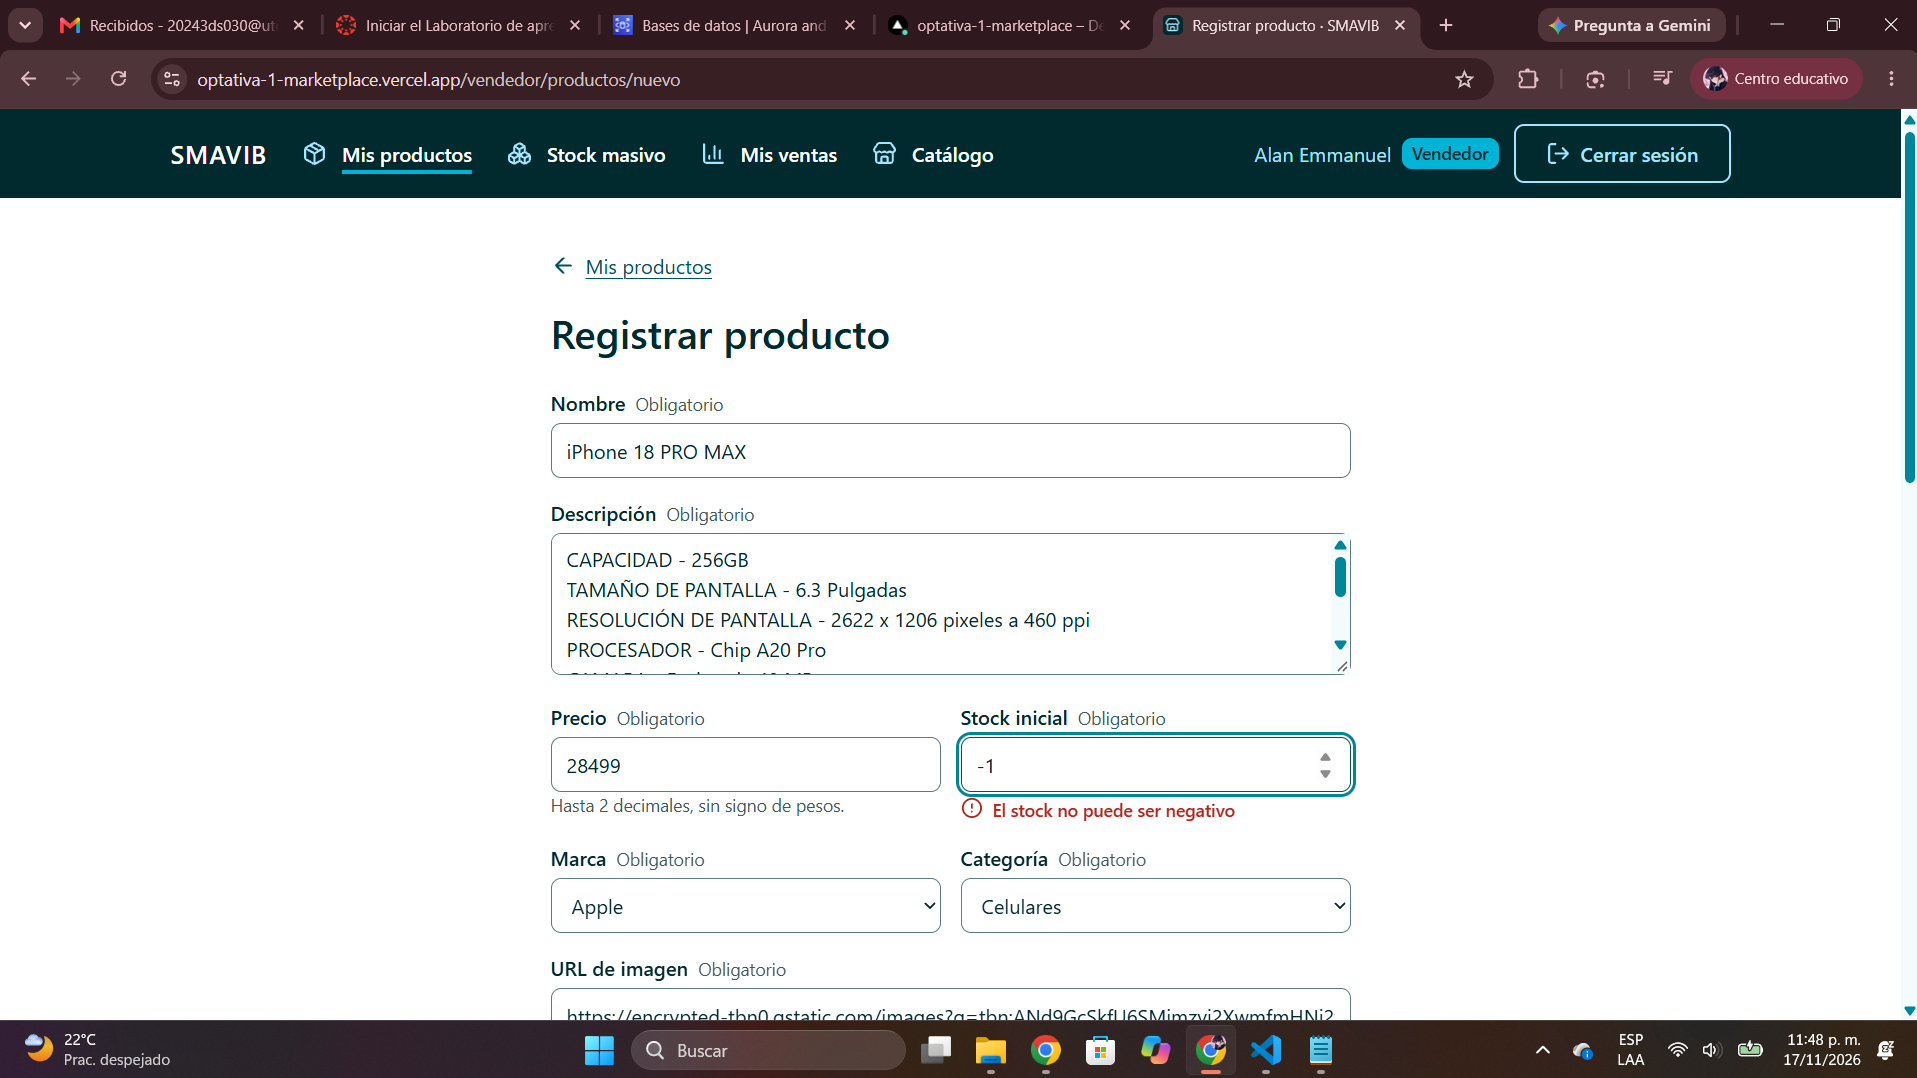 Recibidos - 20243ds030@ut
Iniciar el Laboratorio de apre
Bases de datos | Aurora and
optativa-1-marketplace – De
Registrar producto · SMAVIB
Pregunta a Gemini
optativa-1-marketplace.vercel.app/vendedor/productos/nuevo
Centro educativo
SMAVIB
Mis productos
Stock masivo
Mis ventas
Catálogo
Alan Emmanuel
Vendedor
Cerrar sesión
Mis productos
Registrar producto
Nombre Obligatorio
iPhone 18 PRO MAX
Descripción Obligatorio
CAPACIDAD - 256GB
TAMAÑO DE PANTALLA - 6.3 Pulgadas
RESOLUCIÓN DE PANTALLA - 2622 x 1206 pixeles a 460 ppi
PROCESADOR - Chip A20 Pro
Precio Obligatorio
Stock inicial Obligatorio
28499
-1
Hasta 2 decimales, sin signo de pesos.
El stock no puede ser negativo
Marca Obligatorio
Categoría Obligatorio
Apple
Celulares
URL de imagen Obligatorio
22°C
Prac. despejado
Buscar
ESP
LAA
11:48 p. m.
17/11/2026